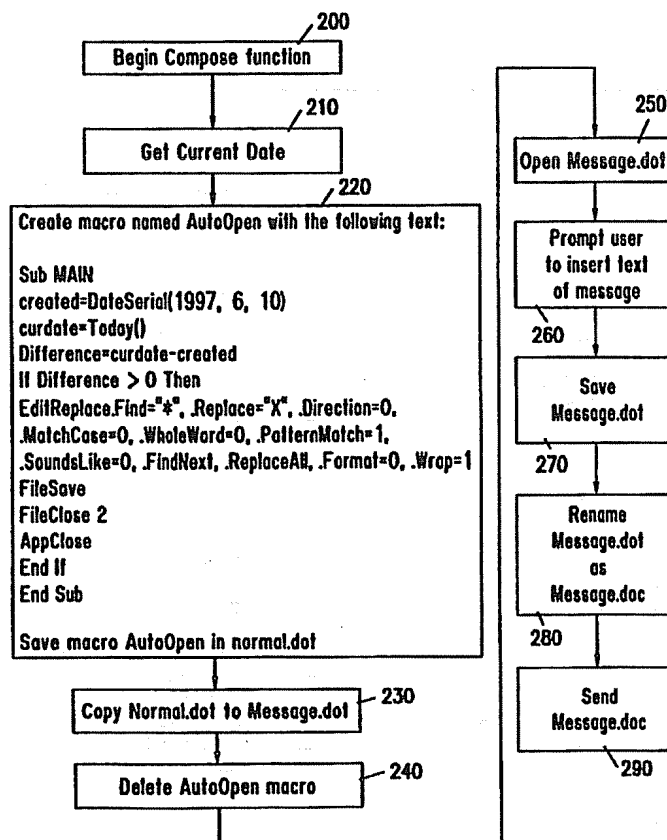 200
Begin Compose function
210
Get Current Date
220
Create macro named AutoOpen with the following text:
Sub MAIN
created=DateSerial(1997, 6, 10)
curdate=Today()
Difference=curdate-created
If Difference > 0 Then
EditReplace.Find="*", .Replace="X", .Direction=0,
.MatchCase=0, .WholeWord=0, .PatternMatch=1,
.SoundsLike=0, .FindNext, .ReplaceAll, .Format=0, .Wrap=1
FileSave
FileClose 2
AppClose
End If
End Sub
Save macro AutoOpen in normal.dot
230
Copy Normal.dot to Message.dot
240
Delete AutoOpen macro
250
Open Message.dot
Prompt user
to insert text
of message
260
Save
Message.dot
270
Rename
Message.dot
as
Message.doc
280
Send
Message.doc
290